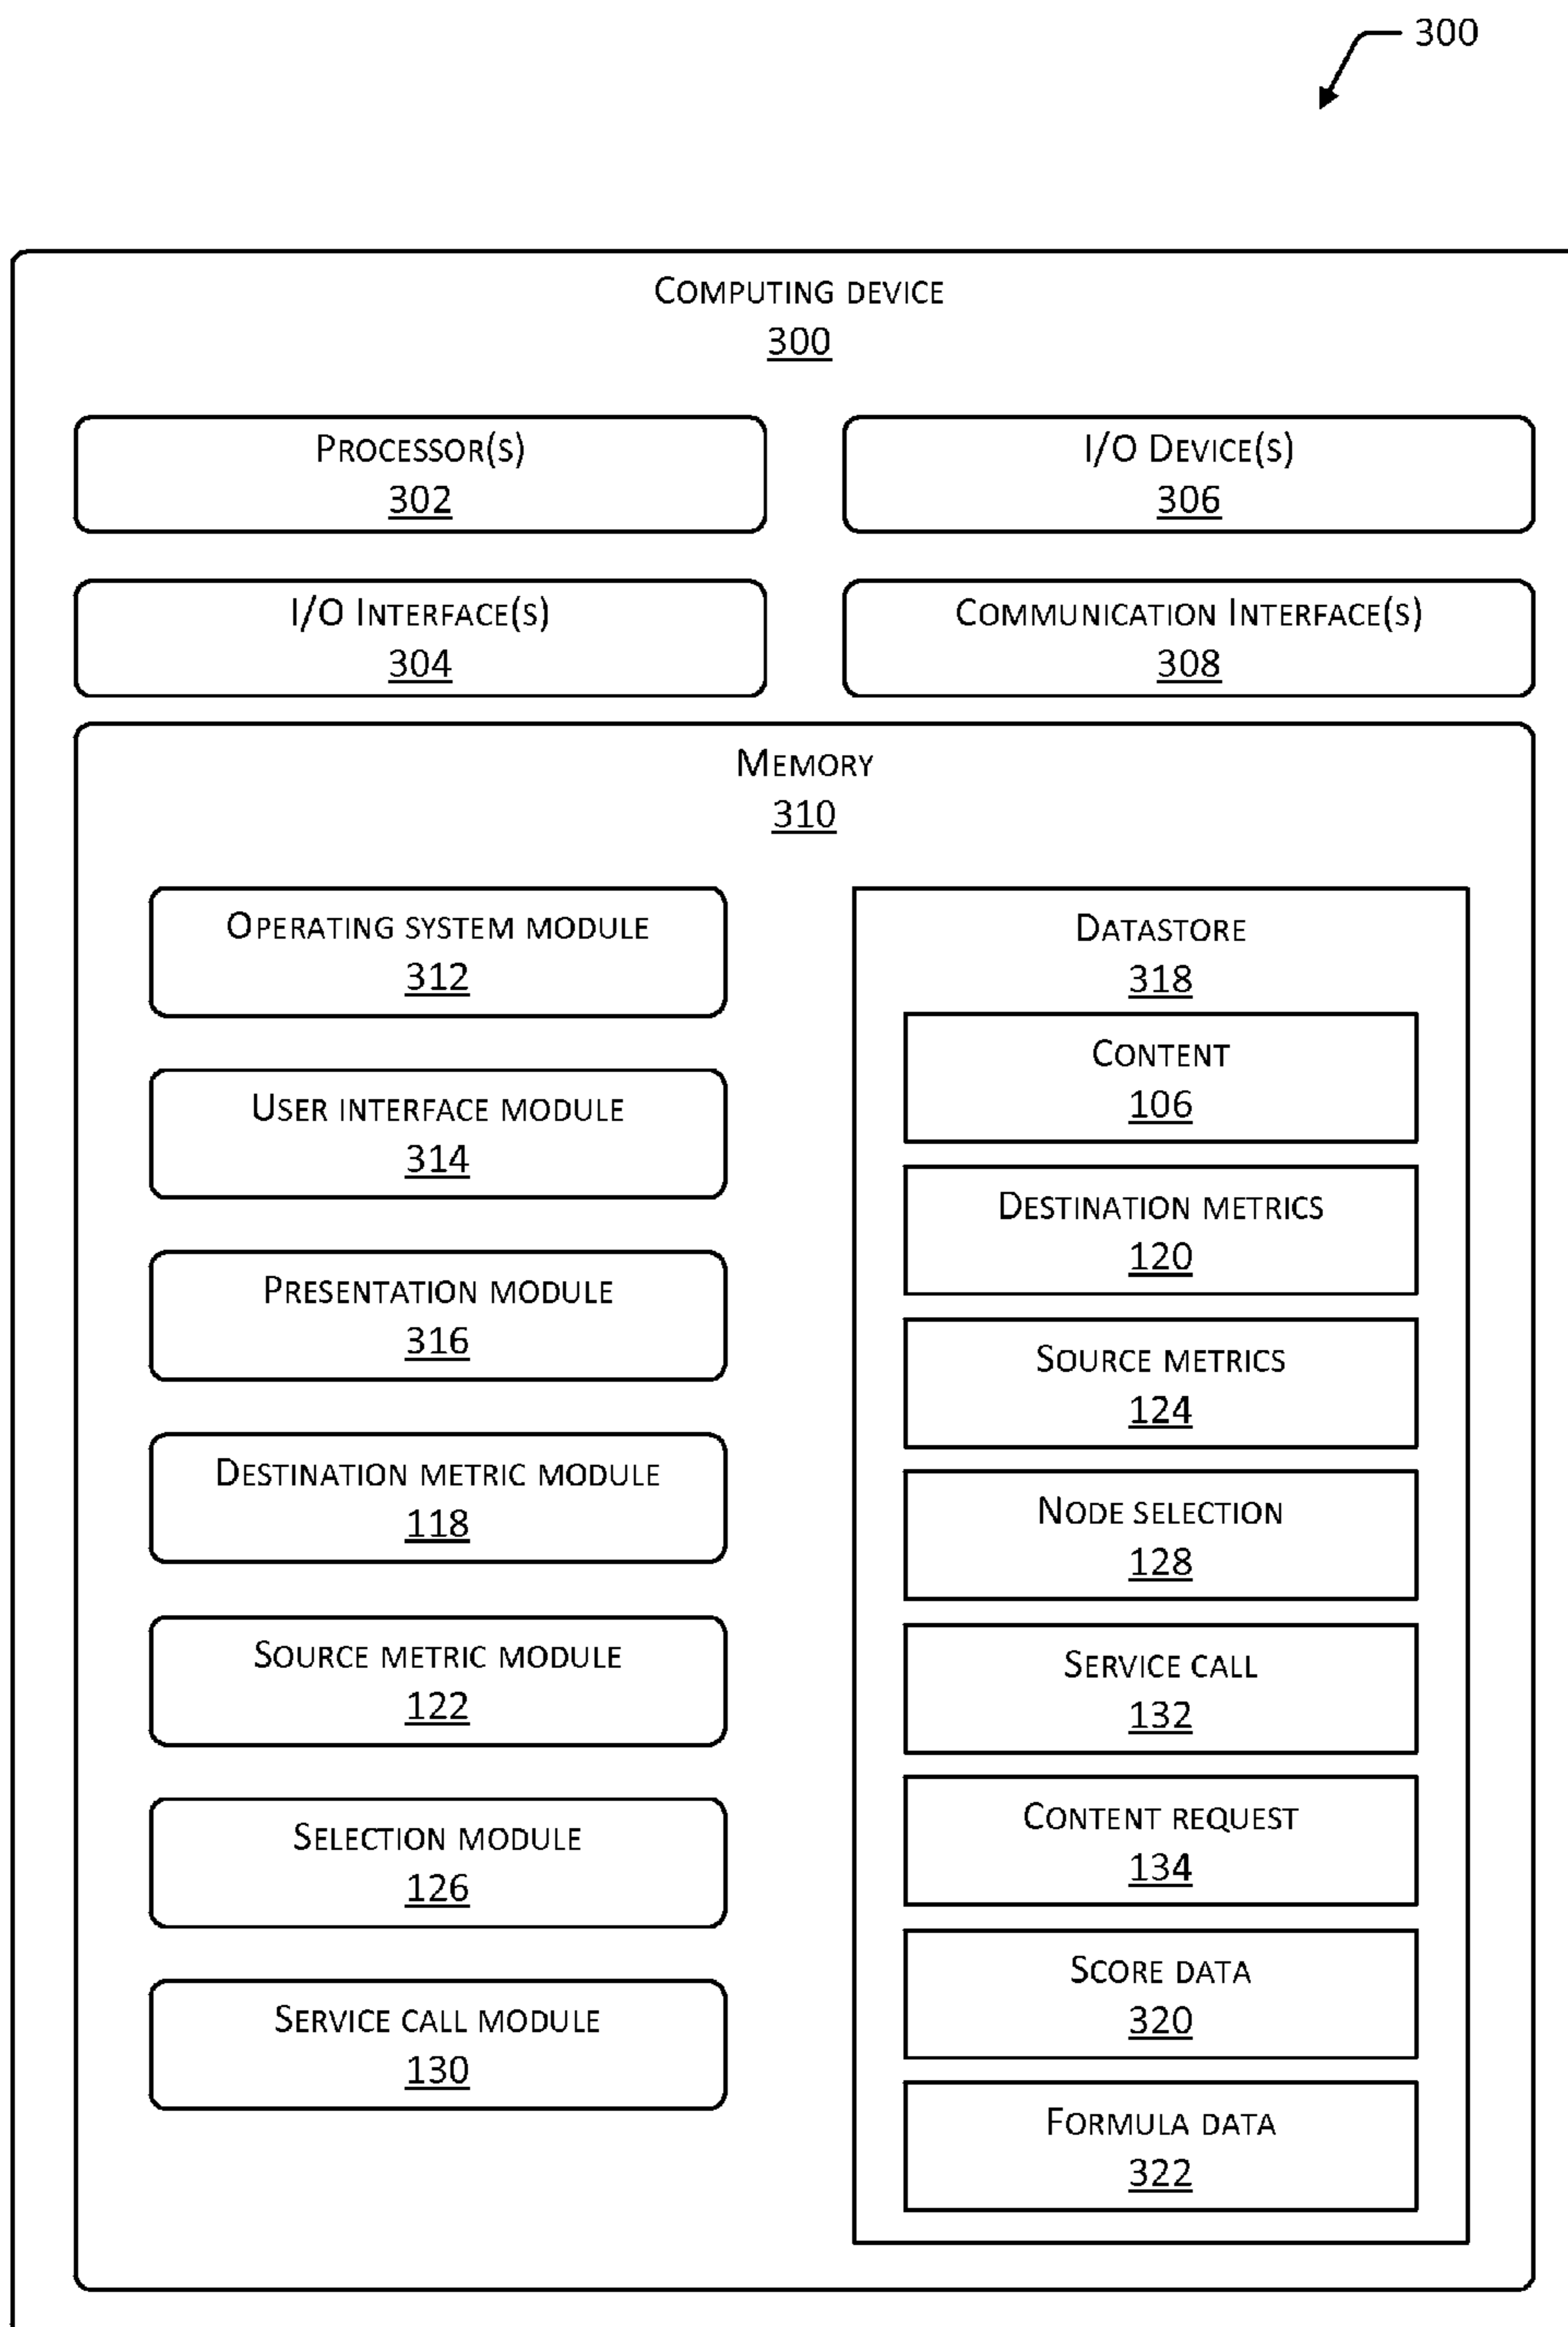 300
COMPUTING DEVICE
300
PROCESSOR(S)
302
I/O DEVICE(S)
306
I/O INTERFACE(S)
304
COMMUNICATION INTERFACE(S)
308
MEMORY
310
OPERATING SYSTEM MODULE
312
USER INTERFACE MODULE
314
PRESENTATION MODULE
316
DESTINATION METRIC MODULE
118
SOURCE METRIC MODULE
122
SELECTION MODULE
126
SERVICE CALL MODULE
130
DATASTORE
318
CONTENT
106
DESTINATION METRICS
120
SOURCE METRICS
124
NODE SELECTION
128
SERVICE CALL
132
CONTENT REQUEST
134
SCORE DATA
320
FORMULA DATA
322